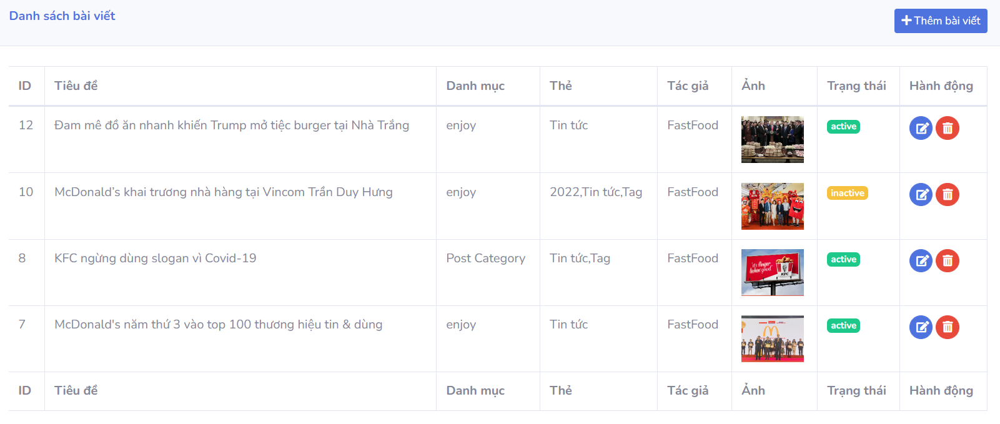 Danh sách bài viết
Thêm bài viết
ID Tiêu đề Danh mục Thẻ Tác giả Ảnh Trạng thái Hành động
12 Đam mê đồ ăn nhanh khiến Trump mở tiệc burger tại Nhà Trắng enjoy Tin tức FastFood active
10 McDonald’s khai trương nhà hàng tại Vincom Trần Duy Hưng enjoy 2022,Tin tức,Tag FastFood inactive
8 KFC ngừng dùng slogan vì Covid-19 Post Category Tin tức,Tag FastFood active
"it's finger
lickin' good"
KFC
7 McDonald's năm thứ 3 vào top 100 thương hiệu tin & dùng enjoy Tin tức FastFood active
ID Tiêu đề Danh mục Thẻ Tác giả Ảnh Trạng thái Hành động